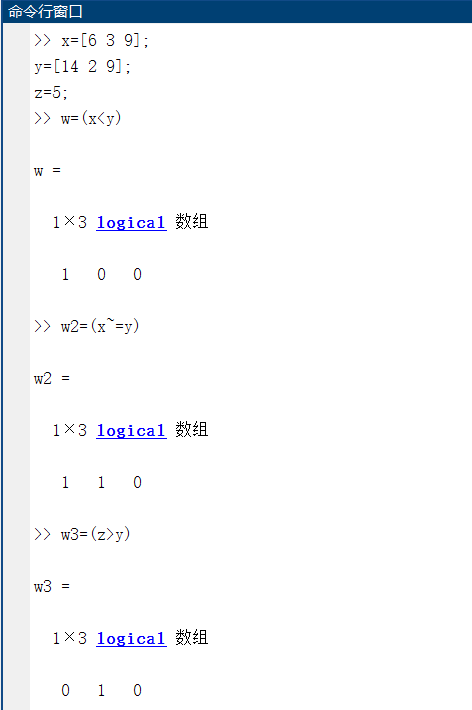 命令行窗口
>> x=[6 3 9];
y=[14 2 9];
z=5;
>> w=(x<y)
w =
1×3 logical 数组
1 0 0
>> w2=(x~=y)
w2 =
1×3 logical 数组
1 1 0
>> w3=(z>y)
w3 =
1×3 logical 数组
0 1 0